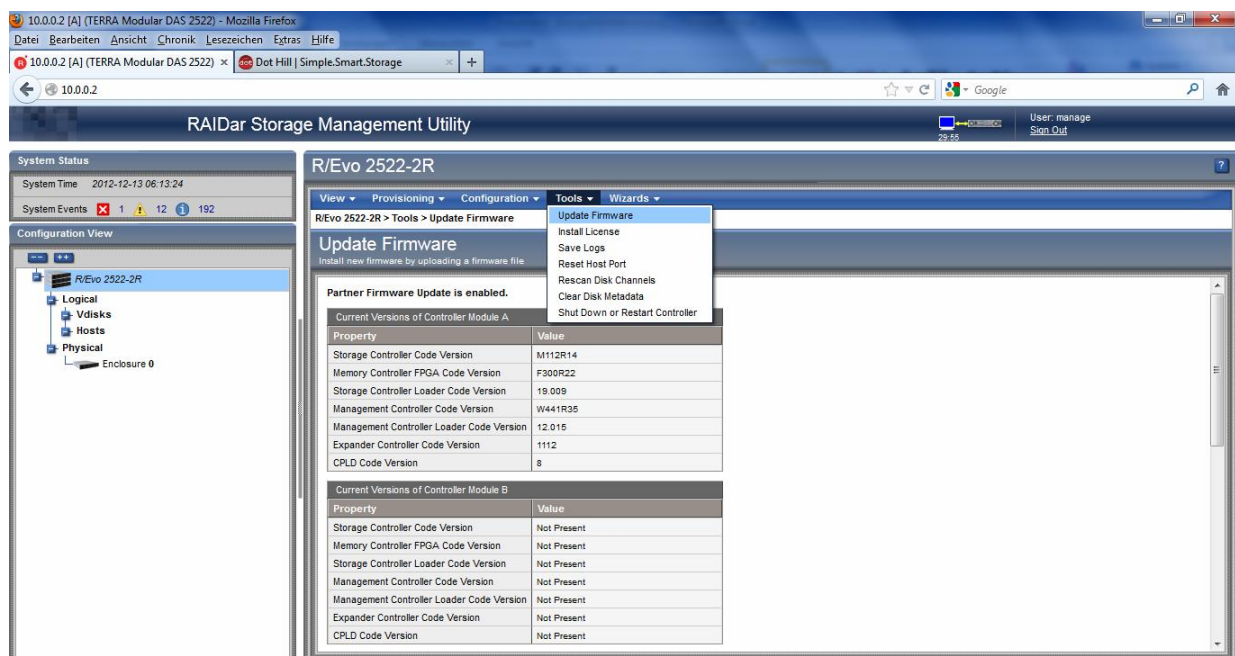 10.0.0.2 [A] (TERRA Modular DAS 2522) - Mozilla Firefox
Datei Bearbeiten Ansicht Chronik Lesezeichen Extras Hilfe
10.0.0.2 [A] (TERRA Modular DAS 2522) × dot Dot Hill | Simple.Smart.Storage × +
10.0.0.2
Google
RAIDar Storage Management Utility
29:55
User: manage
Sign Out
System Status
System Time 2012-12-13 06:13:24
System Events 1 12 192
Configuration View
R/Evo 2522-2R
Logical
Vdisks
Hosts
Physical
Enclosure 0
R/Evo 2522-2R
?
View Provisioning Configuration Tools Wizards
R/Evo 2522-2R > Tools > Update Firmware
Update Firmware
Install License
Save Logs
Reset Host Port
Rescan Disk Channels
Clear Disk Metadata
Shut Down or Restart Controller
Update Firmware
Install new firmware by uploading a firmware file
Partner Firmware Update is enabled.
Current Versions of Controller Module A
Property Value
Storage Controller Code Version M112R14
Memory Controller FPGA Code Version F300R22
Storage Controller Loader Code Version 19.009
Management Controller Code Version W441R35
Management Controller Loader Code Version 12.015
Expander Controller Code Version 1112
CPLD Code Version 8
Current Versions of Controller Module B
Property Value
Storage Controller Code Version Not Present
Memory Controller FPGA Code Version Not Present
Storage Controller Loader Code Version Not Present
Management Controller Code Version Not Present
Management Controller Loader Code Version Not Present
Expander Controller Code Version Not Present
CPLD Code Version Not Present